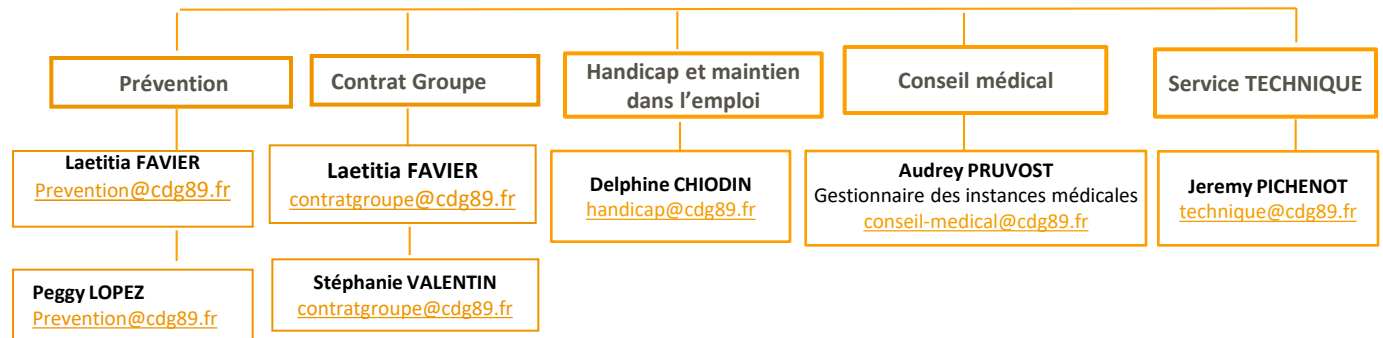 Prévention
Contrat Groupe
Handicap et maintien
dans l’emploi
Conseil médical
Service TECHNIQUE
Laetitia FAVIER
Prevention@cdg89.fr
Laetitia FAVIER
contratgroupe@cdg89.fr
Delphine CHIODIN
handicap@cdg89.fr
Audrey PRUVOST
Gestionnaire des instances médicales
conseil-medical@cdg89.fr
Jeremy PICHENOT
technique@cdg89.fr
Peggy LOPEZ
Prevention@cdg89.fr
Stéphanie VALENTIN
contratgroupe@cdg89.fr